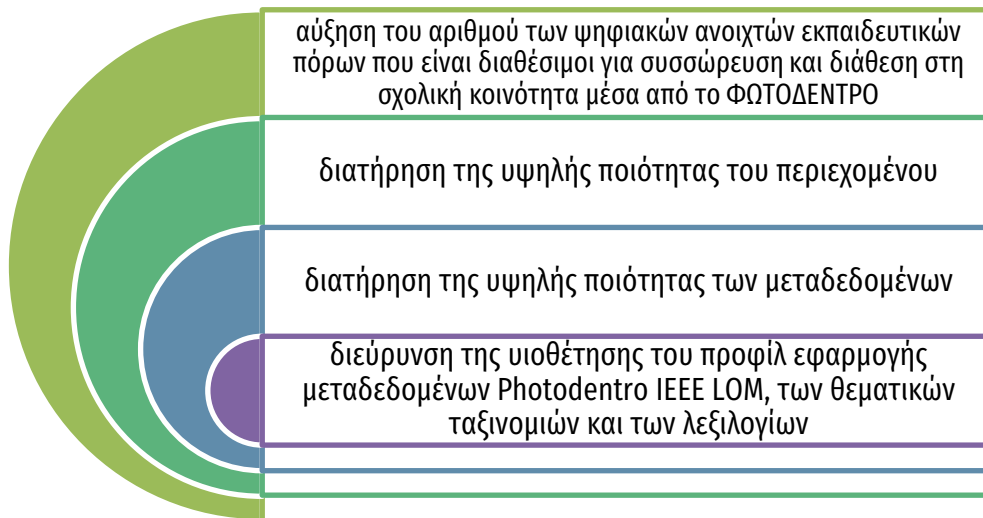 αύξηση του αριθμού των ψηφιακών ανοιχτών εκπαιδευτικών
πόρων που είναι διαθέσιμοι για συσσώρευση και διάθεση στη
σχολική κοινότητα μέσα από το ΦΩΤΟΔΕΝΤΡΟ
διατήρηση της υψηλής ποιότητας του περιεχομένου
διατήρηση της υψηλής ποιότητας των μεταδεδομένων
διεύρυνση της υιοθέτησης του προφίλ εφαρμογής
μεταδεδομένων Photodentro IEEE LOM, των θεματικών
ταξινομιών και των λεξιλογίων